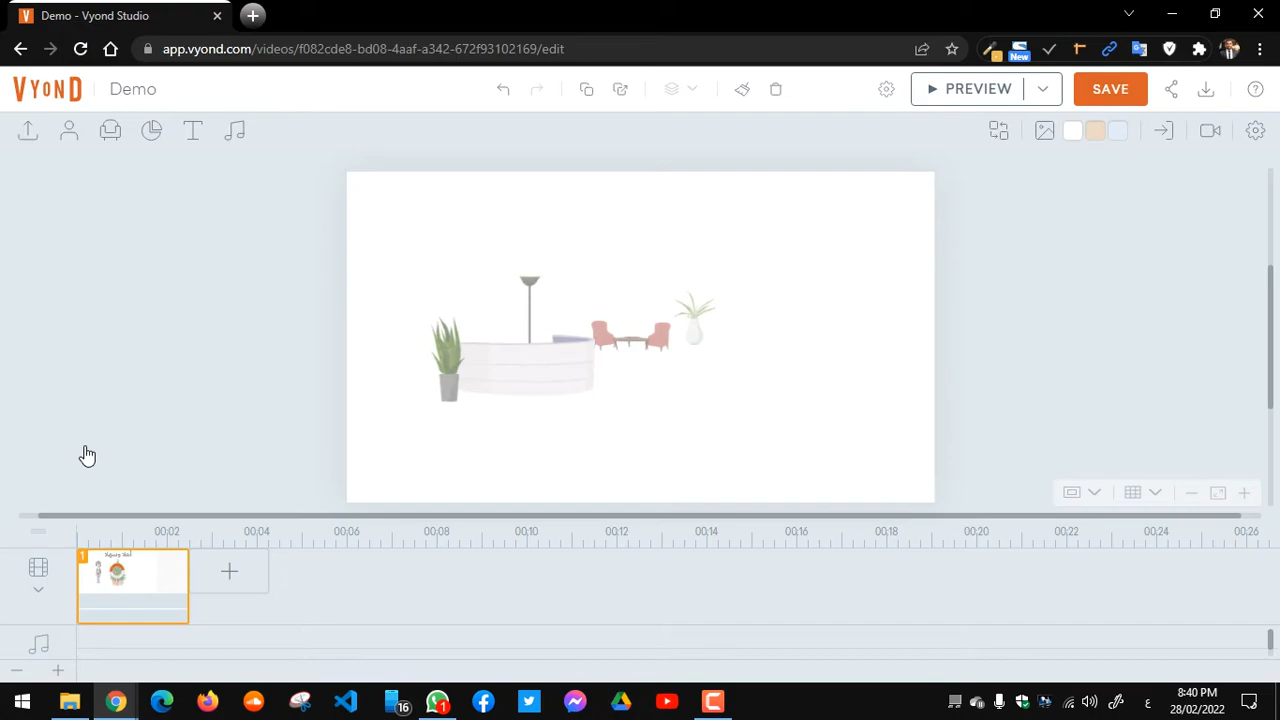 Demo - Vyond Studio
app.vyond.com/videos/f082cde8-bd08-4aaf-a342-672f93102169/edit
New
VYOND
Demo
PREVIEW
SAVE
00:02
00:04
00:06
00:08
00:10
00:12
00:14
00:16
00:18
00:20
00:22
00:24
00:26
1
16
1
ع
8:40 PM
28/02/2022